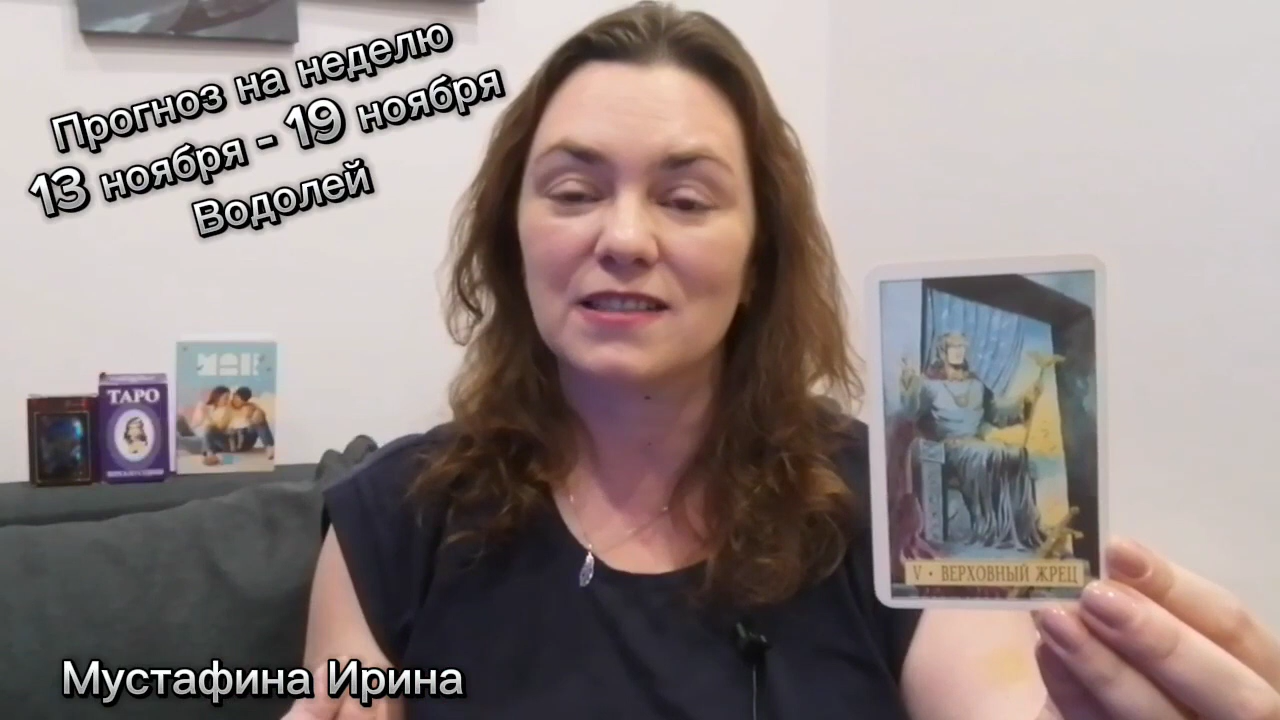 Прогноз на неделю
13 ноября - 19 ноября
Водолей
ТАРО
V • ВЕРХОВНЫЙ ЖРЕЦ
Мустафина Ирина